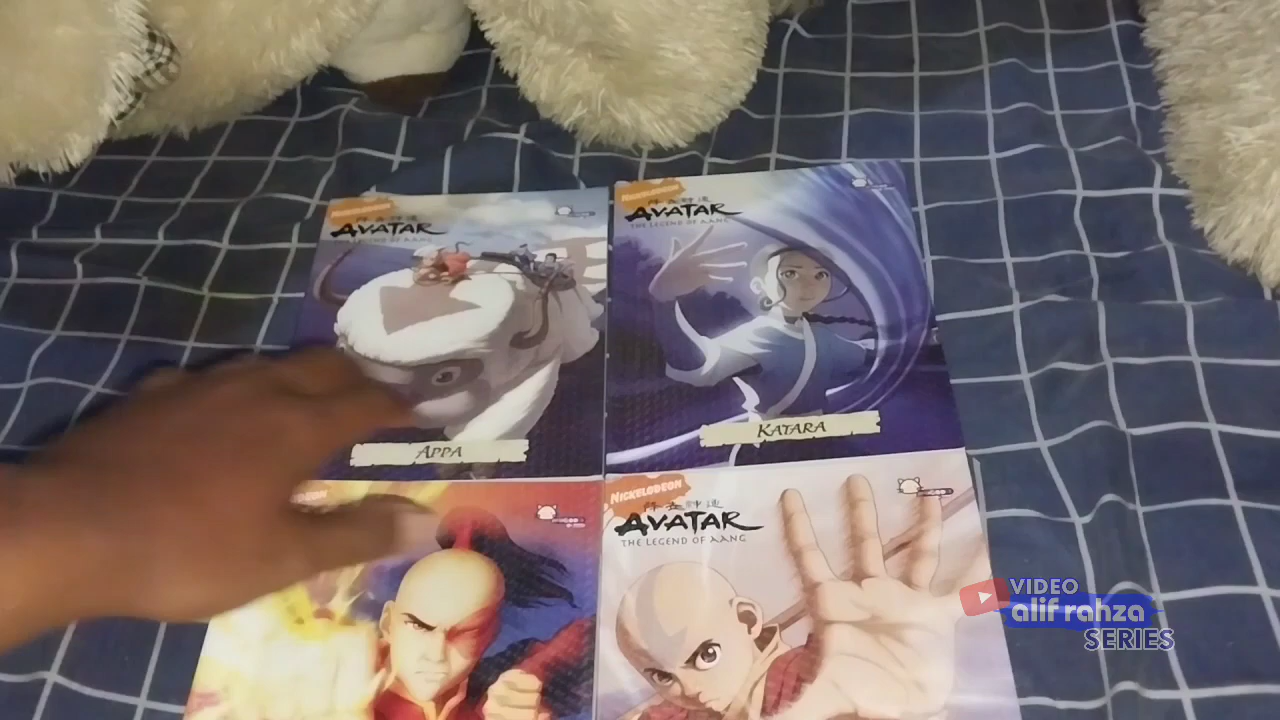 NICKELODEON
AVATAR
THE LEGEND OF AANG
APPA
NICKELODEON
AVATAR
THE LEGEND OF AANG
KATARA
NICKELODEON
AVATAR
THE LEGEND OF AANG
VIDEO
alif rahza
SERIES